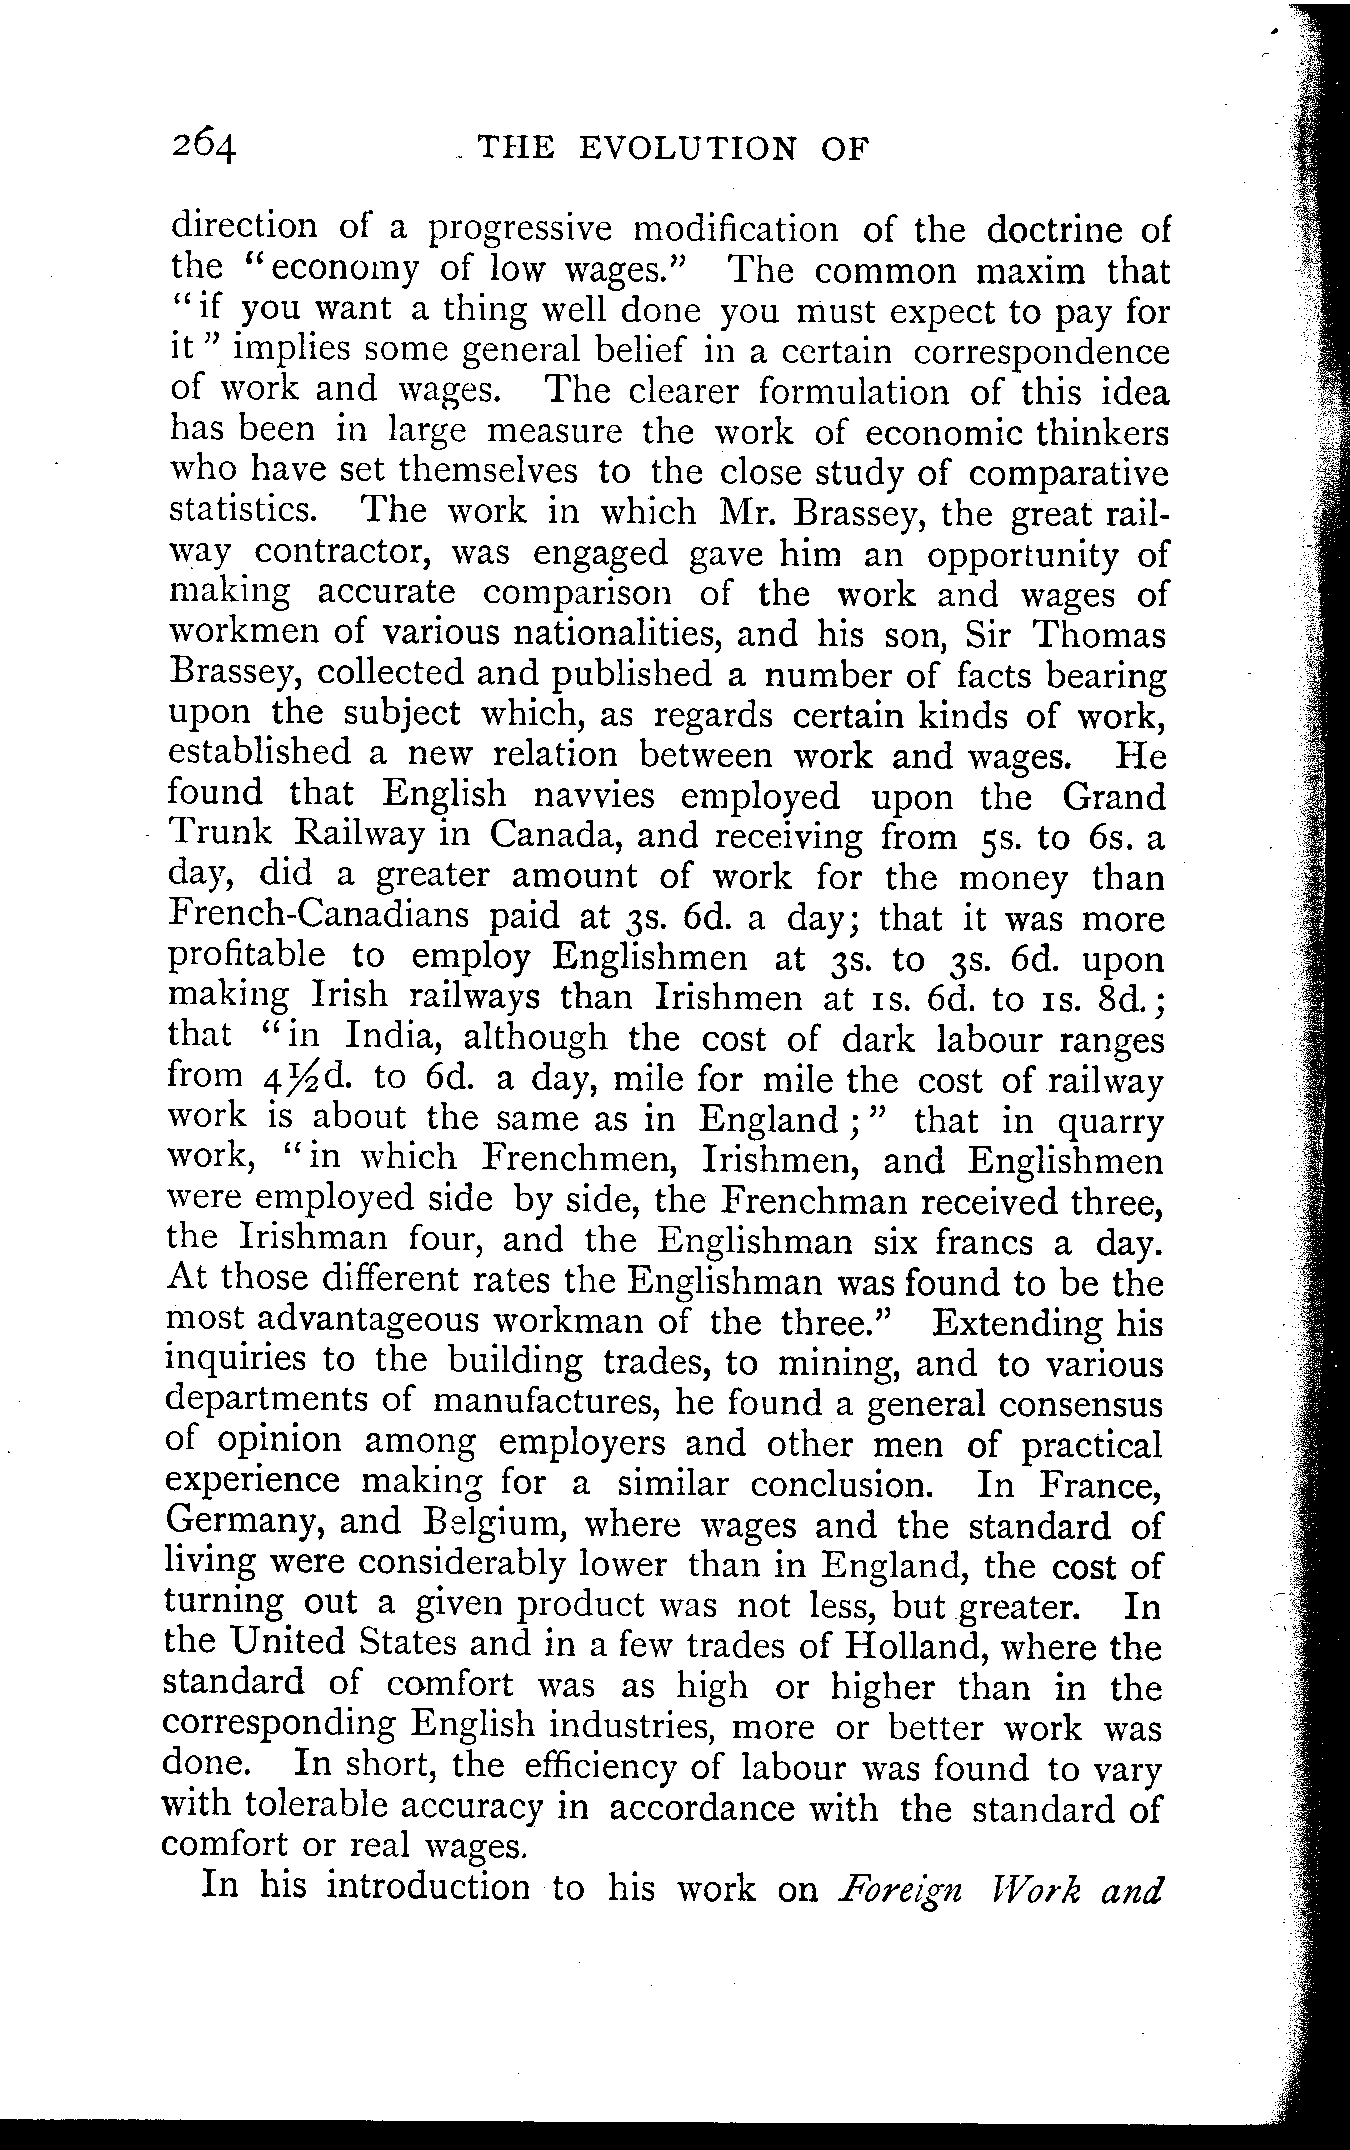 264 THE EVOLUTION OF
direction of a progressive modification of the doctrine of
the "economy of low wages." The common maxim that
"if you want a thing well done you must expect to pay for
it" implies some general belief in a certain correspondence
of work and wages. The clearer formulation of this idea
has been in large measure the work of economic thinkers
who have set themselves to the close study of comparative
statistics. The work in which Mr. Brassey, the great rail-
way contractor, was engaged gave him an opportunity of
making accurate comparison of the work and wages of
workmen of various nationalities, and his son, Sir Thomas
Brassey, collected and published a number of facts bearing
upon the subject which, as regards certain kinds of work,
established a new relation between work and wages. He
found that English navvies employed upon the Grand
Trunk Railway in Canada, and receiving from 5s. to 6s. a
day, did a greater amount of work for the money than
French-Canadians paid at 3s. 6d. a day; that it was more
profitable to employ Englishmen at 3s. to 3s. 6d. upon
making Irish railways than Irishmen at 1s. 6d. to 1s. 8d.;
that "in India, although the cost of dark labour ranges
from 4½d. to 6d. a day, mile for mile the cost of railway
work is about the same as in England;" that in quarry
work, "in which Frenchmen, Irishmen, and Englishmen
were employed side by side, the Frenchman received three,
the Irishman four, and the Englishman six francs a day.
At those different rates the Englishman was found to be the
most advantageous workman of the three." Extending his
inquiries to the building trades, to mining, and to various
departments of manufactures, he found a general consensus
of opinion among employers and other men of practical
experience making for a similar conclusion. In France,
Germany, and Belgium, where wages and the standard of
living were considerably lower than in England, the cost of
turning out a given product was not less, but greater. In
the United States and in a few trades of Holland, where the
standard of comfort was as high or higher than in the
corresponding English industries, more or better work was
done. In short, the efficiency of labour was found to vary
with tolerable accuracy in accordance with the standard of
comfort or real wages.
In his introduction to his work on Foreign Work and